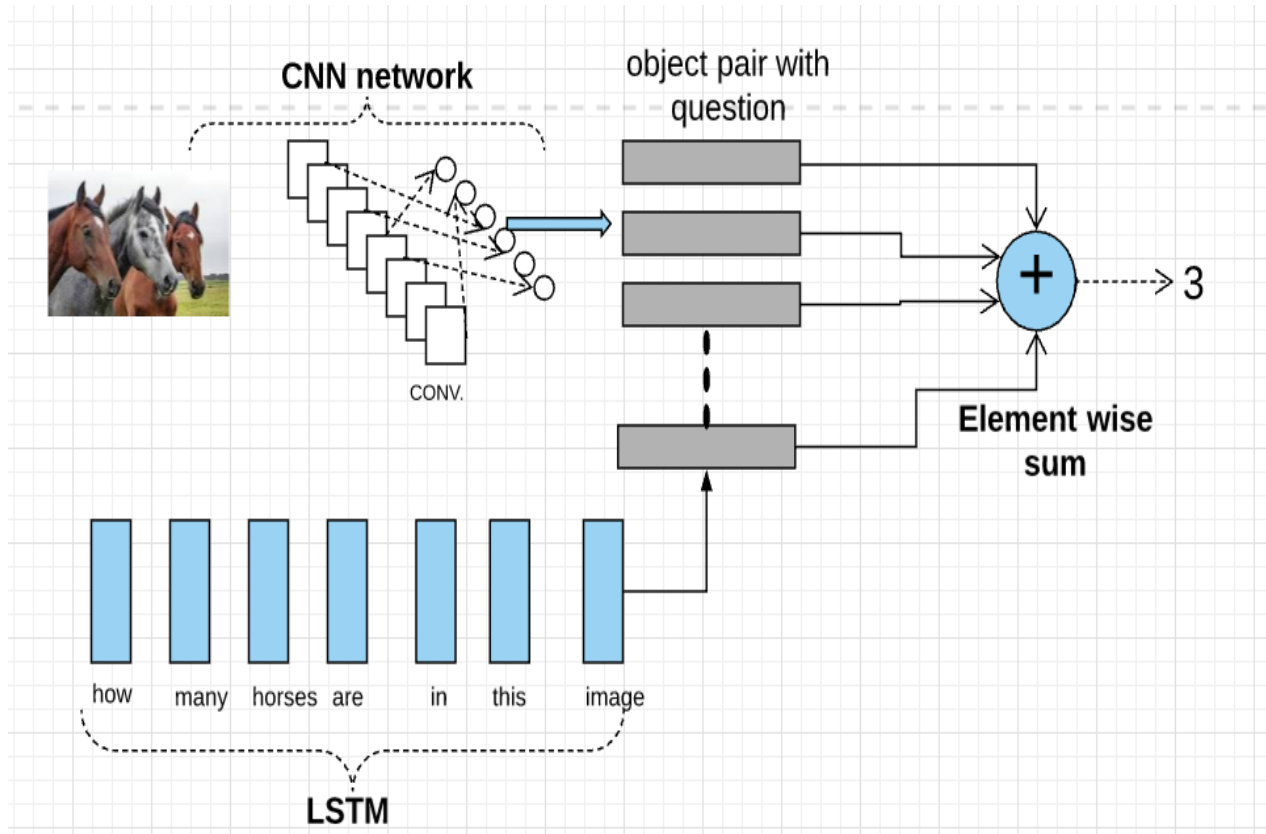 CNN network
object pair with
question
CONV.
+
3
Element wise
sum
how many horses are in this image
LSTM